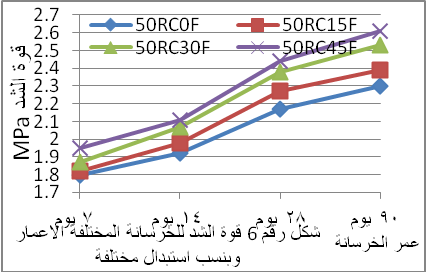 50RC0F 50RC15F
50RC30F 50RC45F
قوة الشد MPa
2.7
2.6
2.5
2.4
2.3
2.2
2.1
2
1.9
1.8
1.7
٧ يوم ١٤ يوم ٢٨ يوم ٩٠ يوم
عمر الخرسانة
شكل رقم 6 قوة الشد للخرسانة المختلفة الاعمار
وبنسب استبدال مختلفة